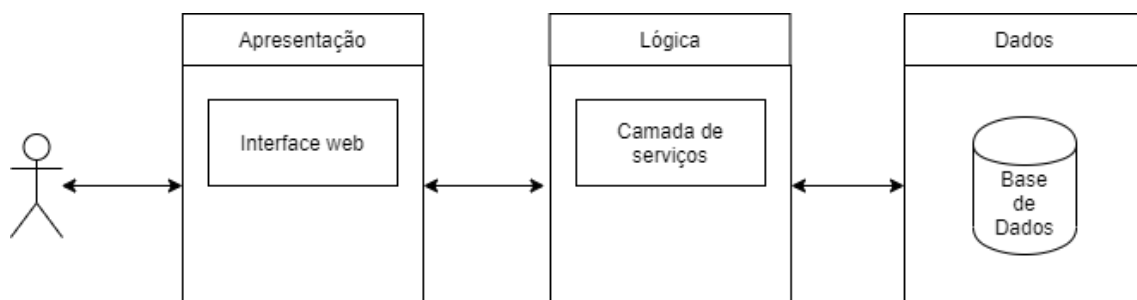 Apresentação
Lógica
Dados
Interface web
Camada de
serviços
Base
de
Dados